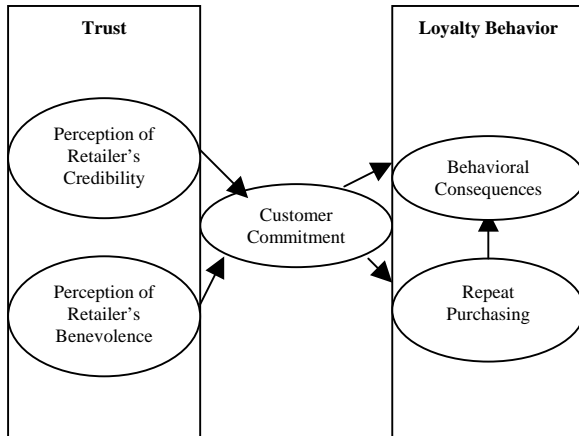 Trust
Perception of
Retailer's
Credibility
Perception of
Retailer's
Benevolence
Customer
Commitment
Loyalty Behavior
Behavioral
Consequences
Repeat
Purchasing